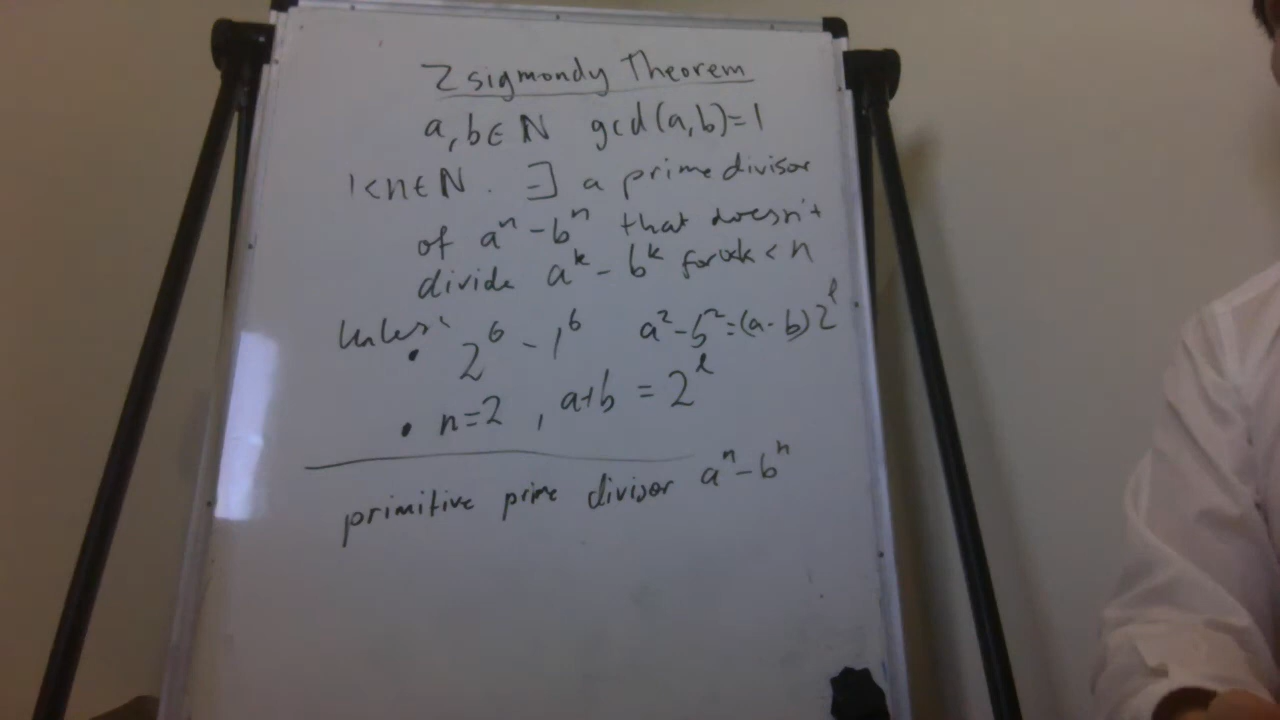 Zsigmondy Theorem
a, b ∈ N gcd(a,b)=1
1<n∈N. ∃ a prime divisor
of aⁿ - bⁿ that doesn't
divide aᵏ - bᵏ for k < n
Unless 2⁶ - 1⁶ a² - b² = (a-b)2ˡ
• n=2, a+b = 2ˡ
primitive prime divisor aⁿ - bⁿ